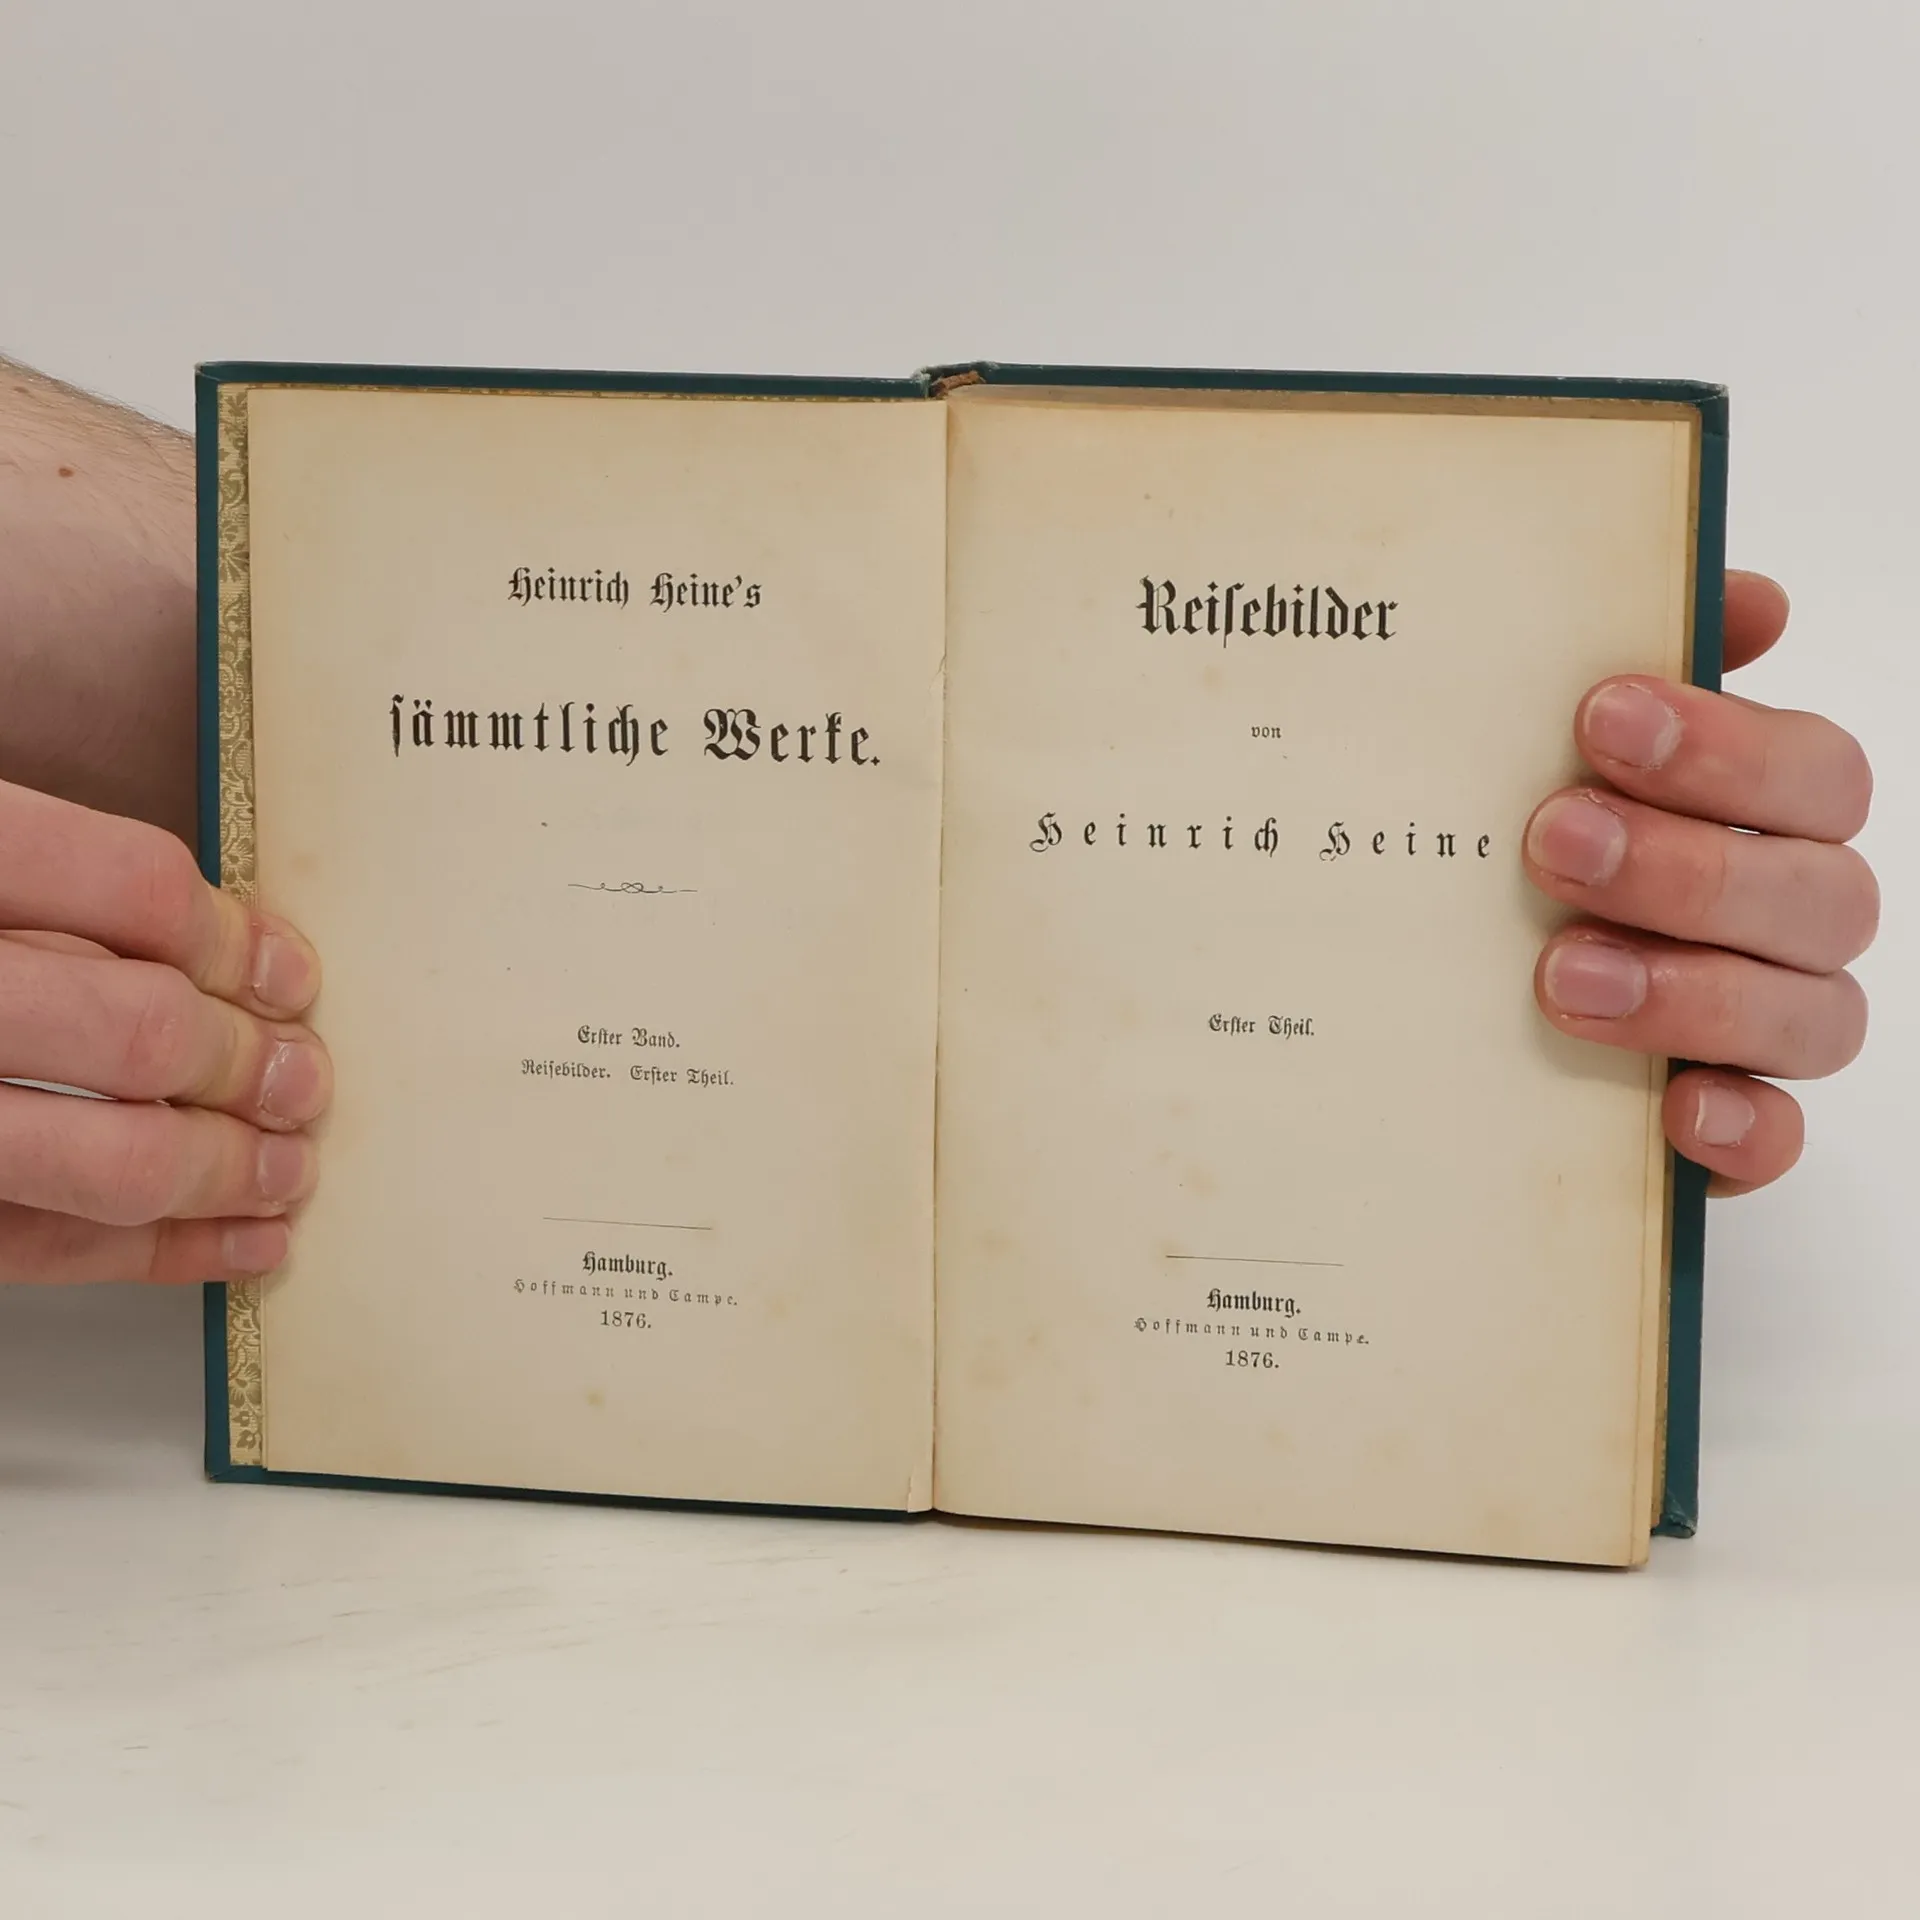 Heinrich Heine's
ſämmtliche Werke.
Erſter Band.
Reiſebilder. Erſter Theil.
Hamburg.
Hoffmann und Campe.
1876.
Reiſebilder
von
Heinrich Heine
Erſter Theil.
Hamburg.
Hoffmann und Campe.
1876.